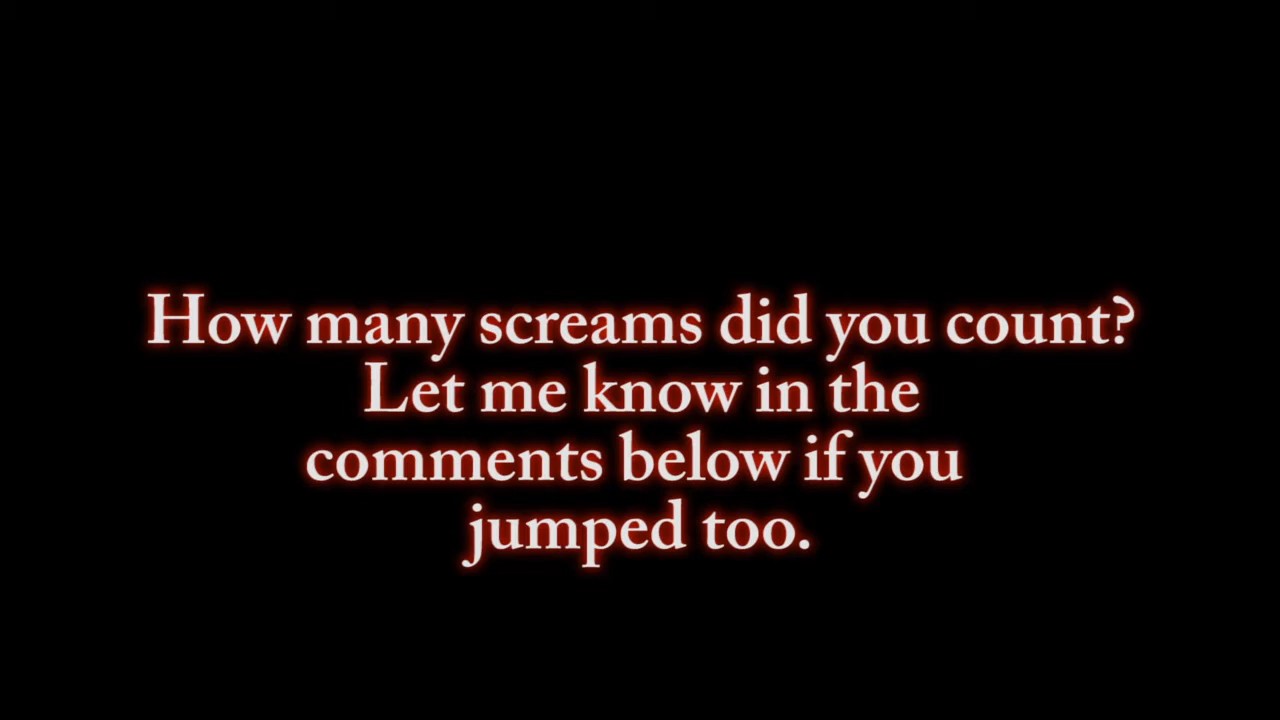 How many screams did you count?
Let me know in the
comments below if you
jumped too.